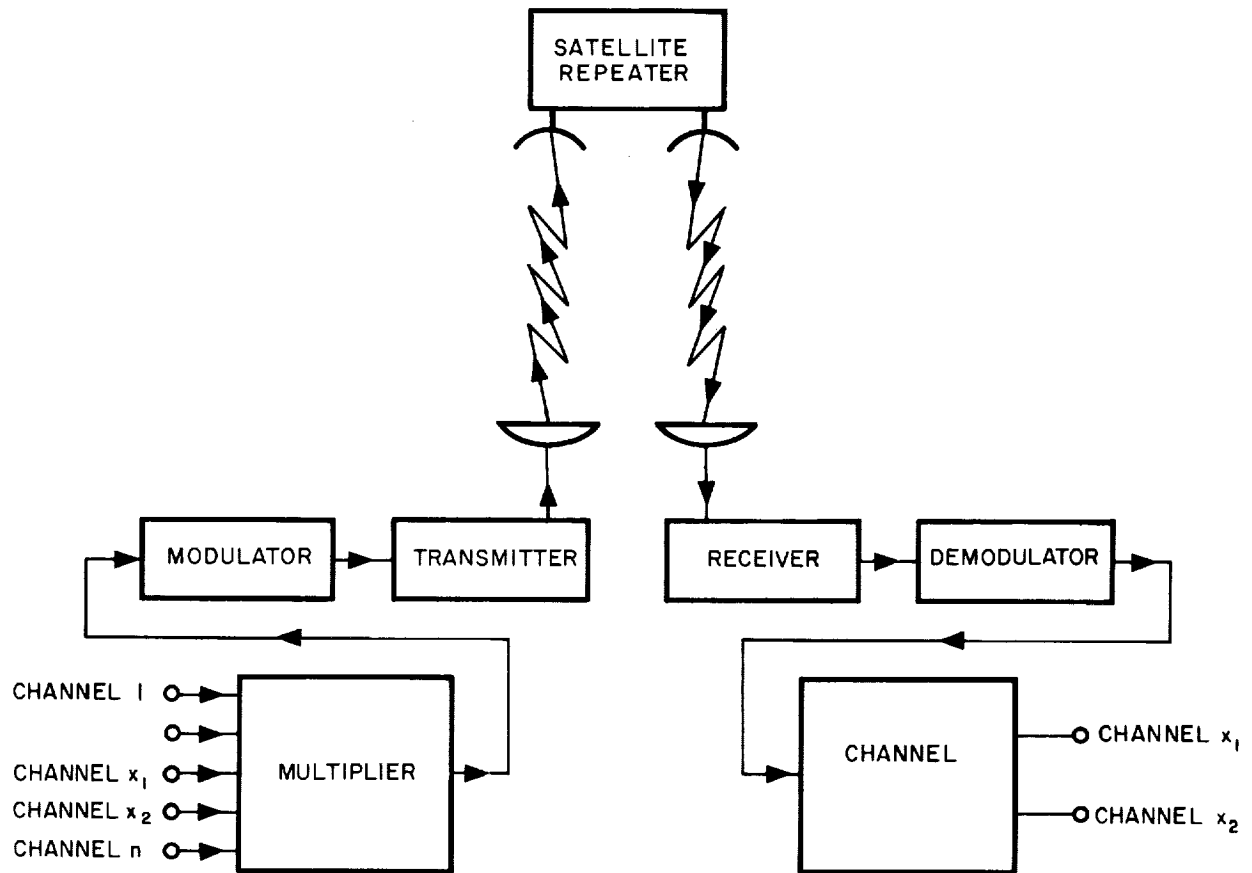 SATELLITE
REPEATER
MODULATOR
TRANSMITTER
RECEIVER
DEMODULATOR
CHANNEL 1
CHANNEL x₁
CHANNEL x₂
CHANNEL n
MULTIPLIER
CHANNEL
CHANNEL x₁
CHANNEL x₂